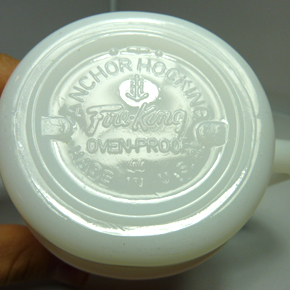 ANCHOR HOCKING
Fire-King
OVEN-PROOF
MADE IN U.S.A.